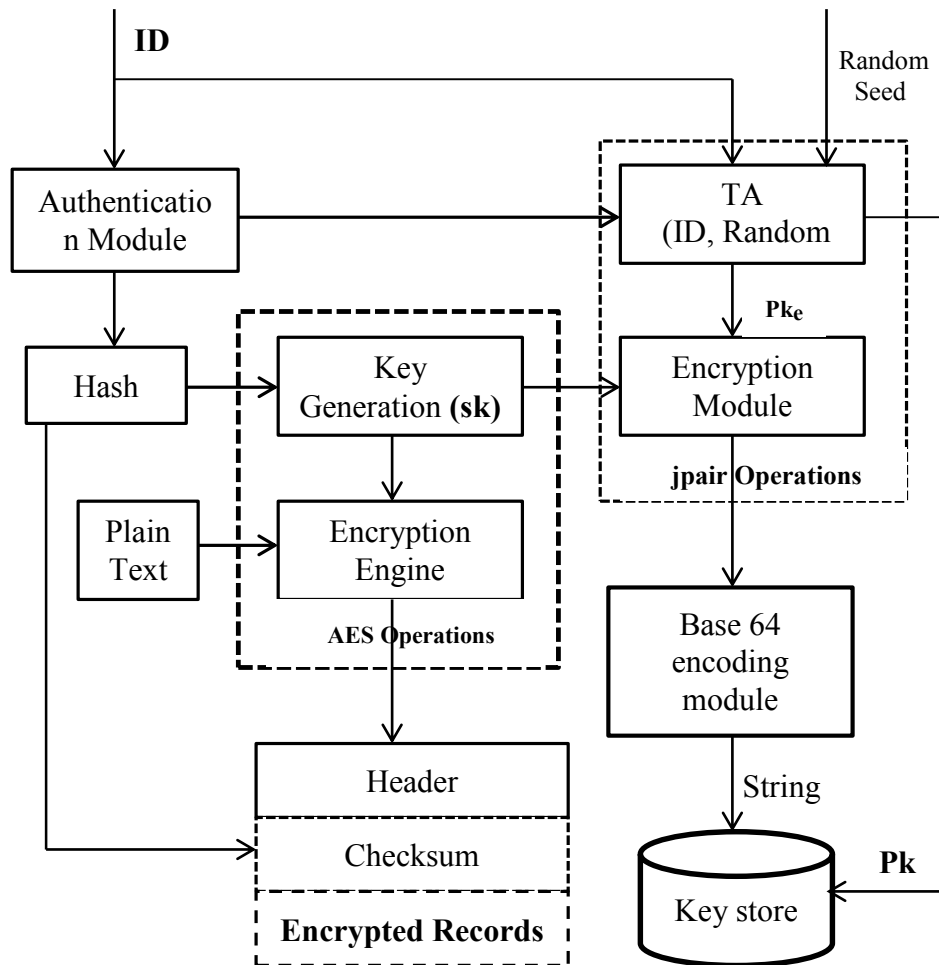 ID
Random
Seed
Authenticatio
n Module
TA
(ID, Random
Pke
Hash
Key
Generation (sk)
Encryption
Module
jpair Operations
Plain
Text
Encryption
Engine
AES Operations
Base 64
encoding
module
Header
String
Checksum
Pk
Key store
Encrypted Records